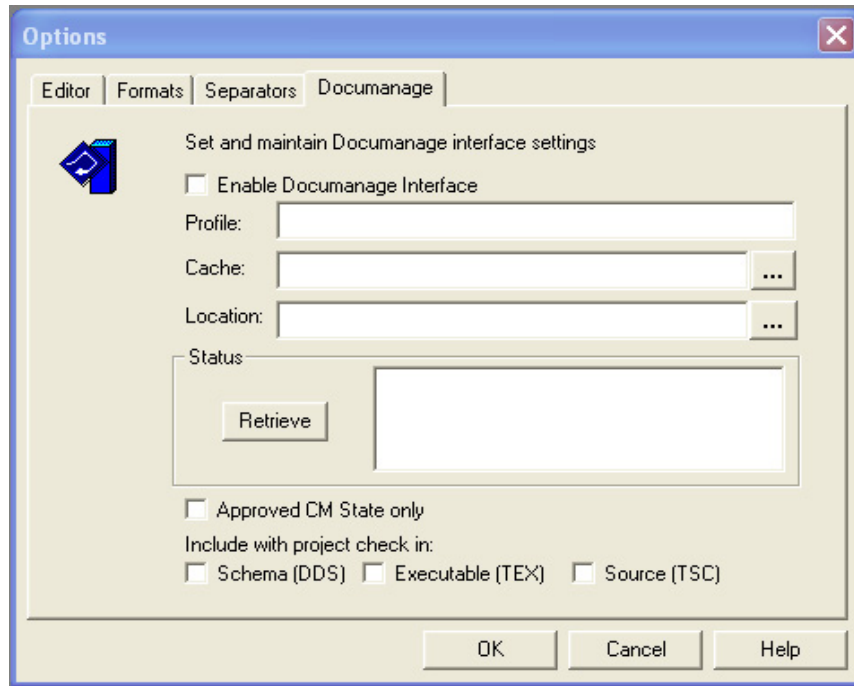 Options
Editor Formats Separators Documanage
Set and maintain Documanage interface settings
Enable Documanage Interface
Profile:
Cache: ...
Location: ...
Status
Retrieve
Approved CM State only
Include with project check in:
Schema (DDS) Executable (TEX) Source (TSC)
OK Cancel Help